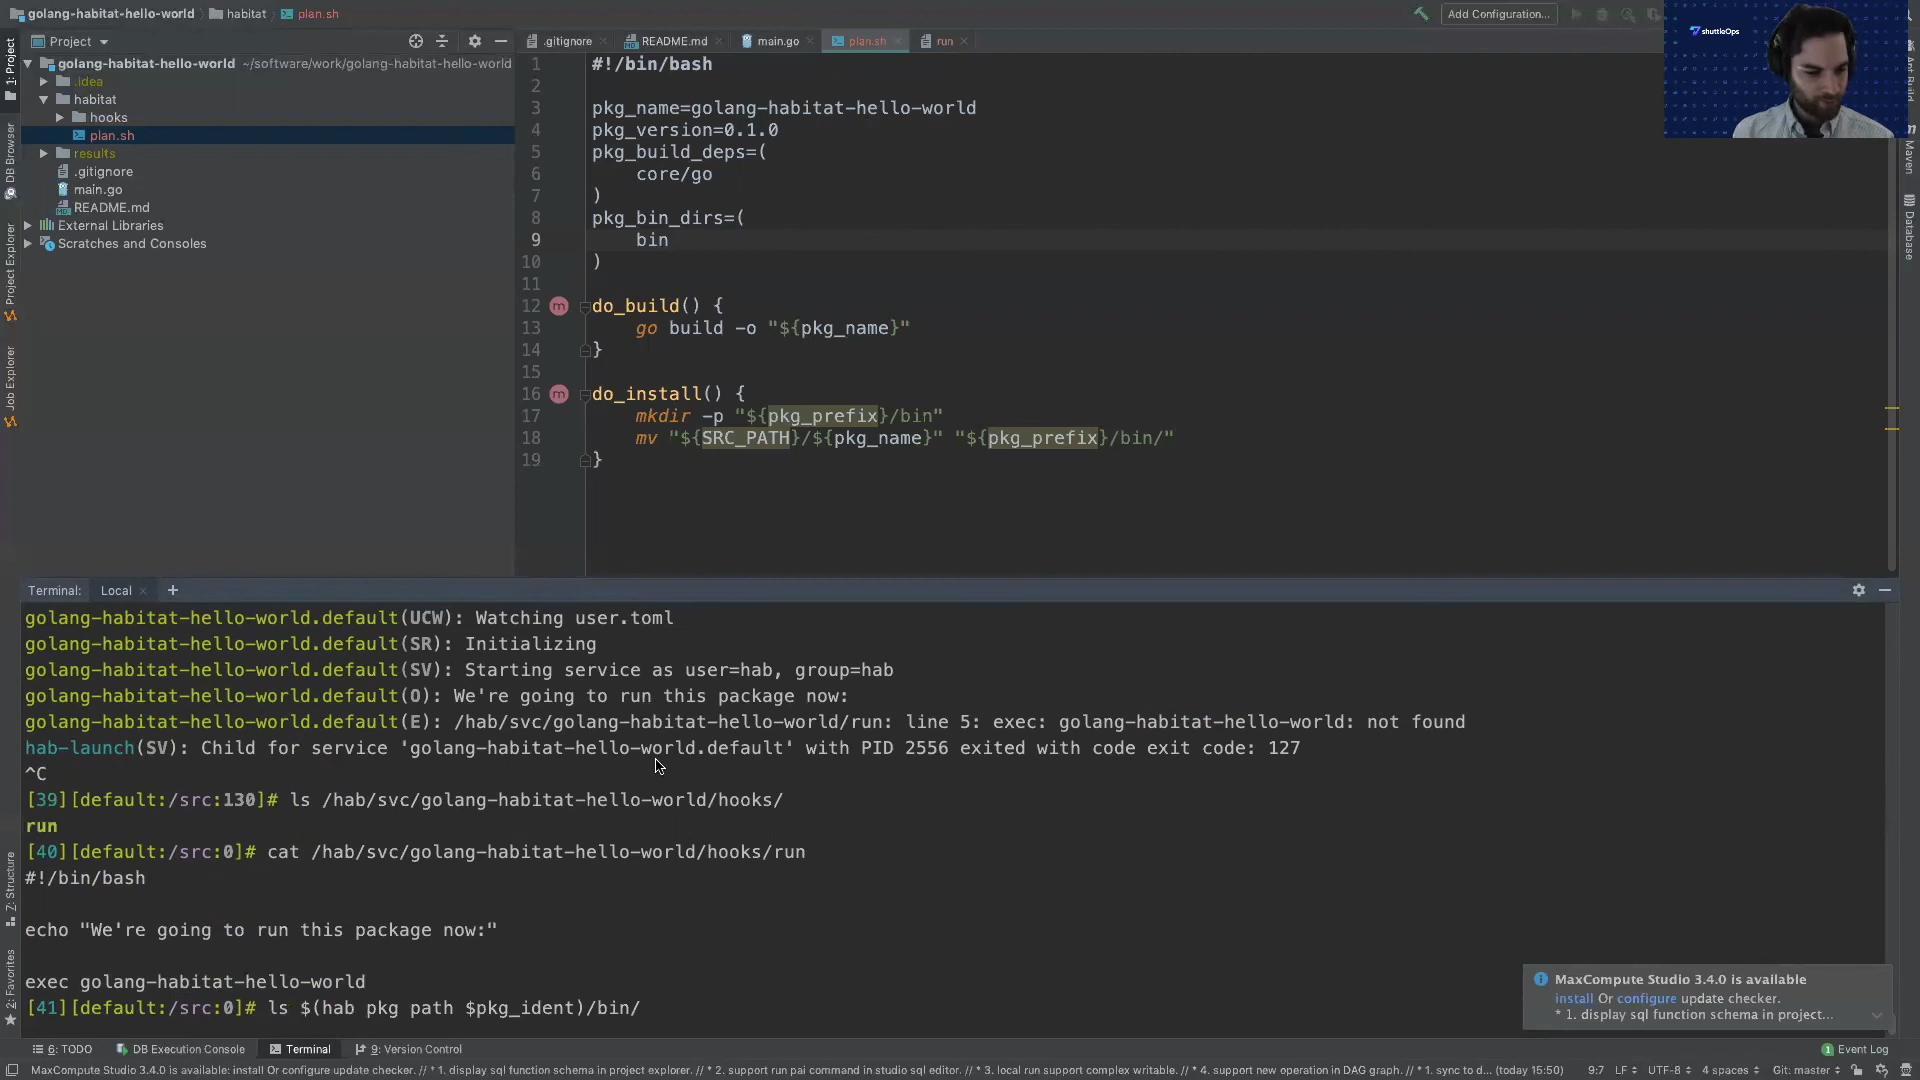 golang-habitat-hello-world habitat plan.sh
Add Configuration...
shuttleOps
Project
.gitignore README.md main.go plan.sh run
golang-habitat-hello-world ~/software/work/golang-habitat-hello-world
.idea
habitat
hooks
plan.sh
results
.gitignore
main.go
README.md
External Libraries
Scratches and Consoles
1: Project
DB Browser
Project Explorer
Job Explorer
Z: Structure
2: Favorites
Ant Build
Maven
Database
1 #!/bin/bash
2
3 pkg_name=golang-habitat-hello-world
4 pkg_version=0.1.0
5 pkg_build_deps=(
6 core/go
7 )
8 pkg_bin_dirs=(
9 bin
10 )
11
12 do_build() {
13 go build -o "${pkg_name}"
14 }
15
16 do_install() {
17 mkdir -p "${pkg_prefix}/bin"
18 mv "${SRC_PATH}/${pkg_name}" "${pkg_prefix}/bin/"
19 }
Terminal: Local
golang-habitat-hello-world.default(UCW): Watching user.toml
golang-habitat-hello-world.default(SR): Initializing
golang-habitat-hello-world.default(SV): Starting service as user=hab, group=hab
golang-habitat-hello-world.default(O): We're going to run this package now:
golang-habitat-hello-world.default(E): /hab/svc/golang-habitat-hello-world/run: line 5: exec: golang-habitat-hello-world: not found
hab-launch(SV): Child for service 'golang-habitat-hello-world.default' with PID 2556 exited with code exit code: 127
^C
[39][default:/src:130]# ls /hab/svc/golang-habitat-hello-world/hooks/
run
[40][default:/src:0]# cat /hab/svc/golang-habitat-hello-world/hooks/run
#!/bin/bash
echo "We're going to run this package now:"
exec golang-habitat-hello-world
[41][default:/src:0]# ls $(hab pkg path $pkg_ident)/bin/
MaxCompute Studio 3.4.0 is available
install Or configure update checker.
* 1. display sql function schema in project...
6: TODO DB Execution Console Terminal 9: Version Control 1 Event Log
MaxCompute Studio 3.4.0 is available: install Or configure update checker. // * 1. display sql function schema in project explorer. // * 2. support run pai command in studio sql editor. // * 3. local run support complex writable. // * 4. support new operation in DAG graph. // * 1. sync to d... (today 15:50) 9:7 LF UTF-8 4 spaces Git: master